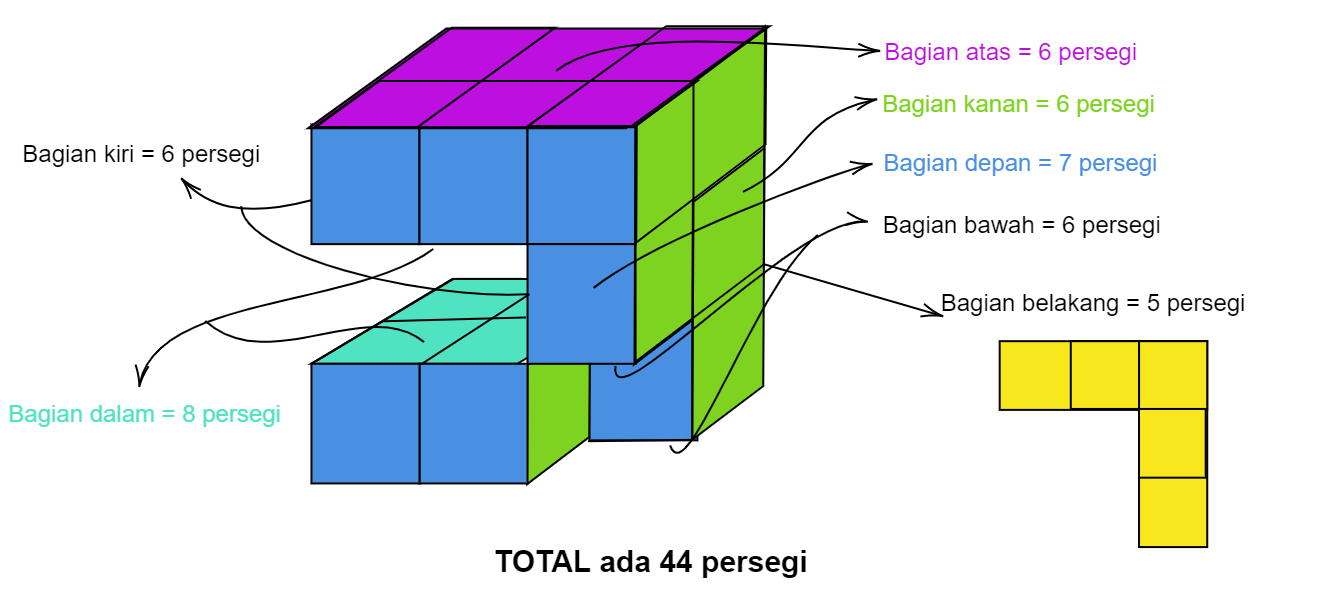 Bagian atas = 6 persegi
Bagian kanan = 6 persegi
Bagian kiri = 6 persegi
Bagian depan = 7 persegi
Bagian bawah = 6 persegi
Bagian belakang = 5 persegi
Bagian dalam = 8 persegi
TOTAL ada 44 persegi